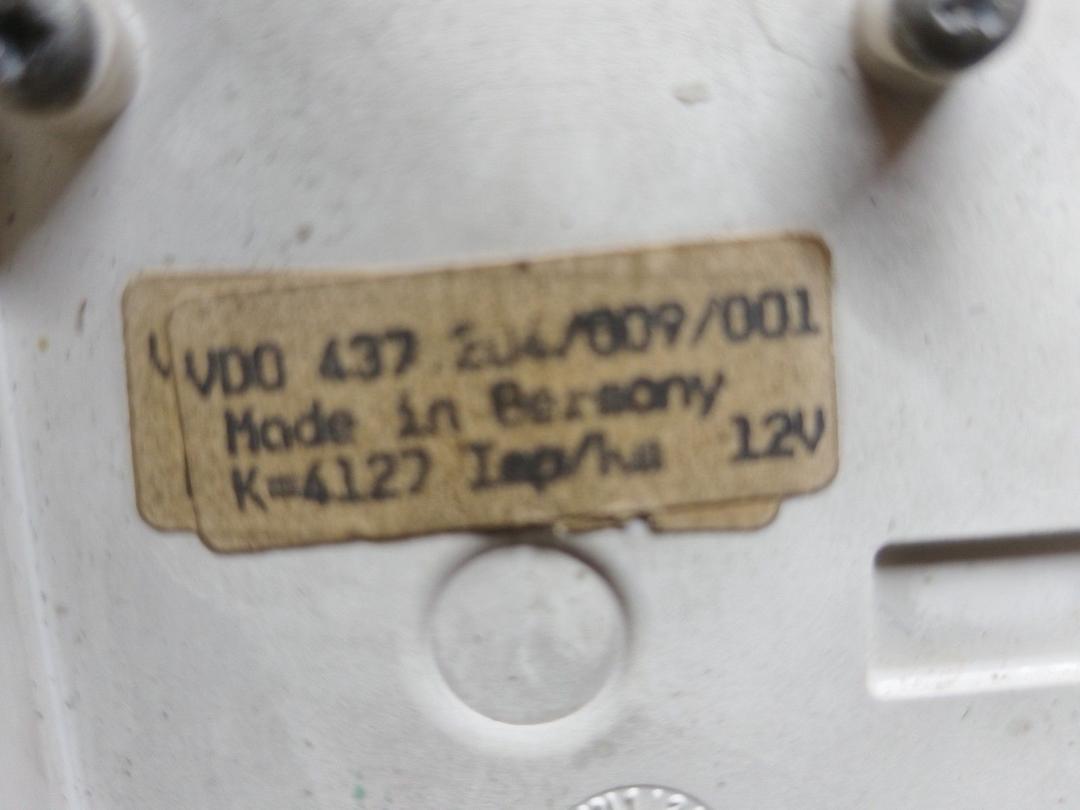 VDO 437 204/009/001
Made in Germany
K=4127 Imp/km 12V